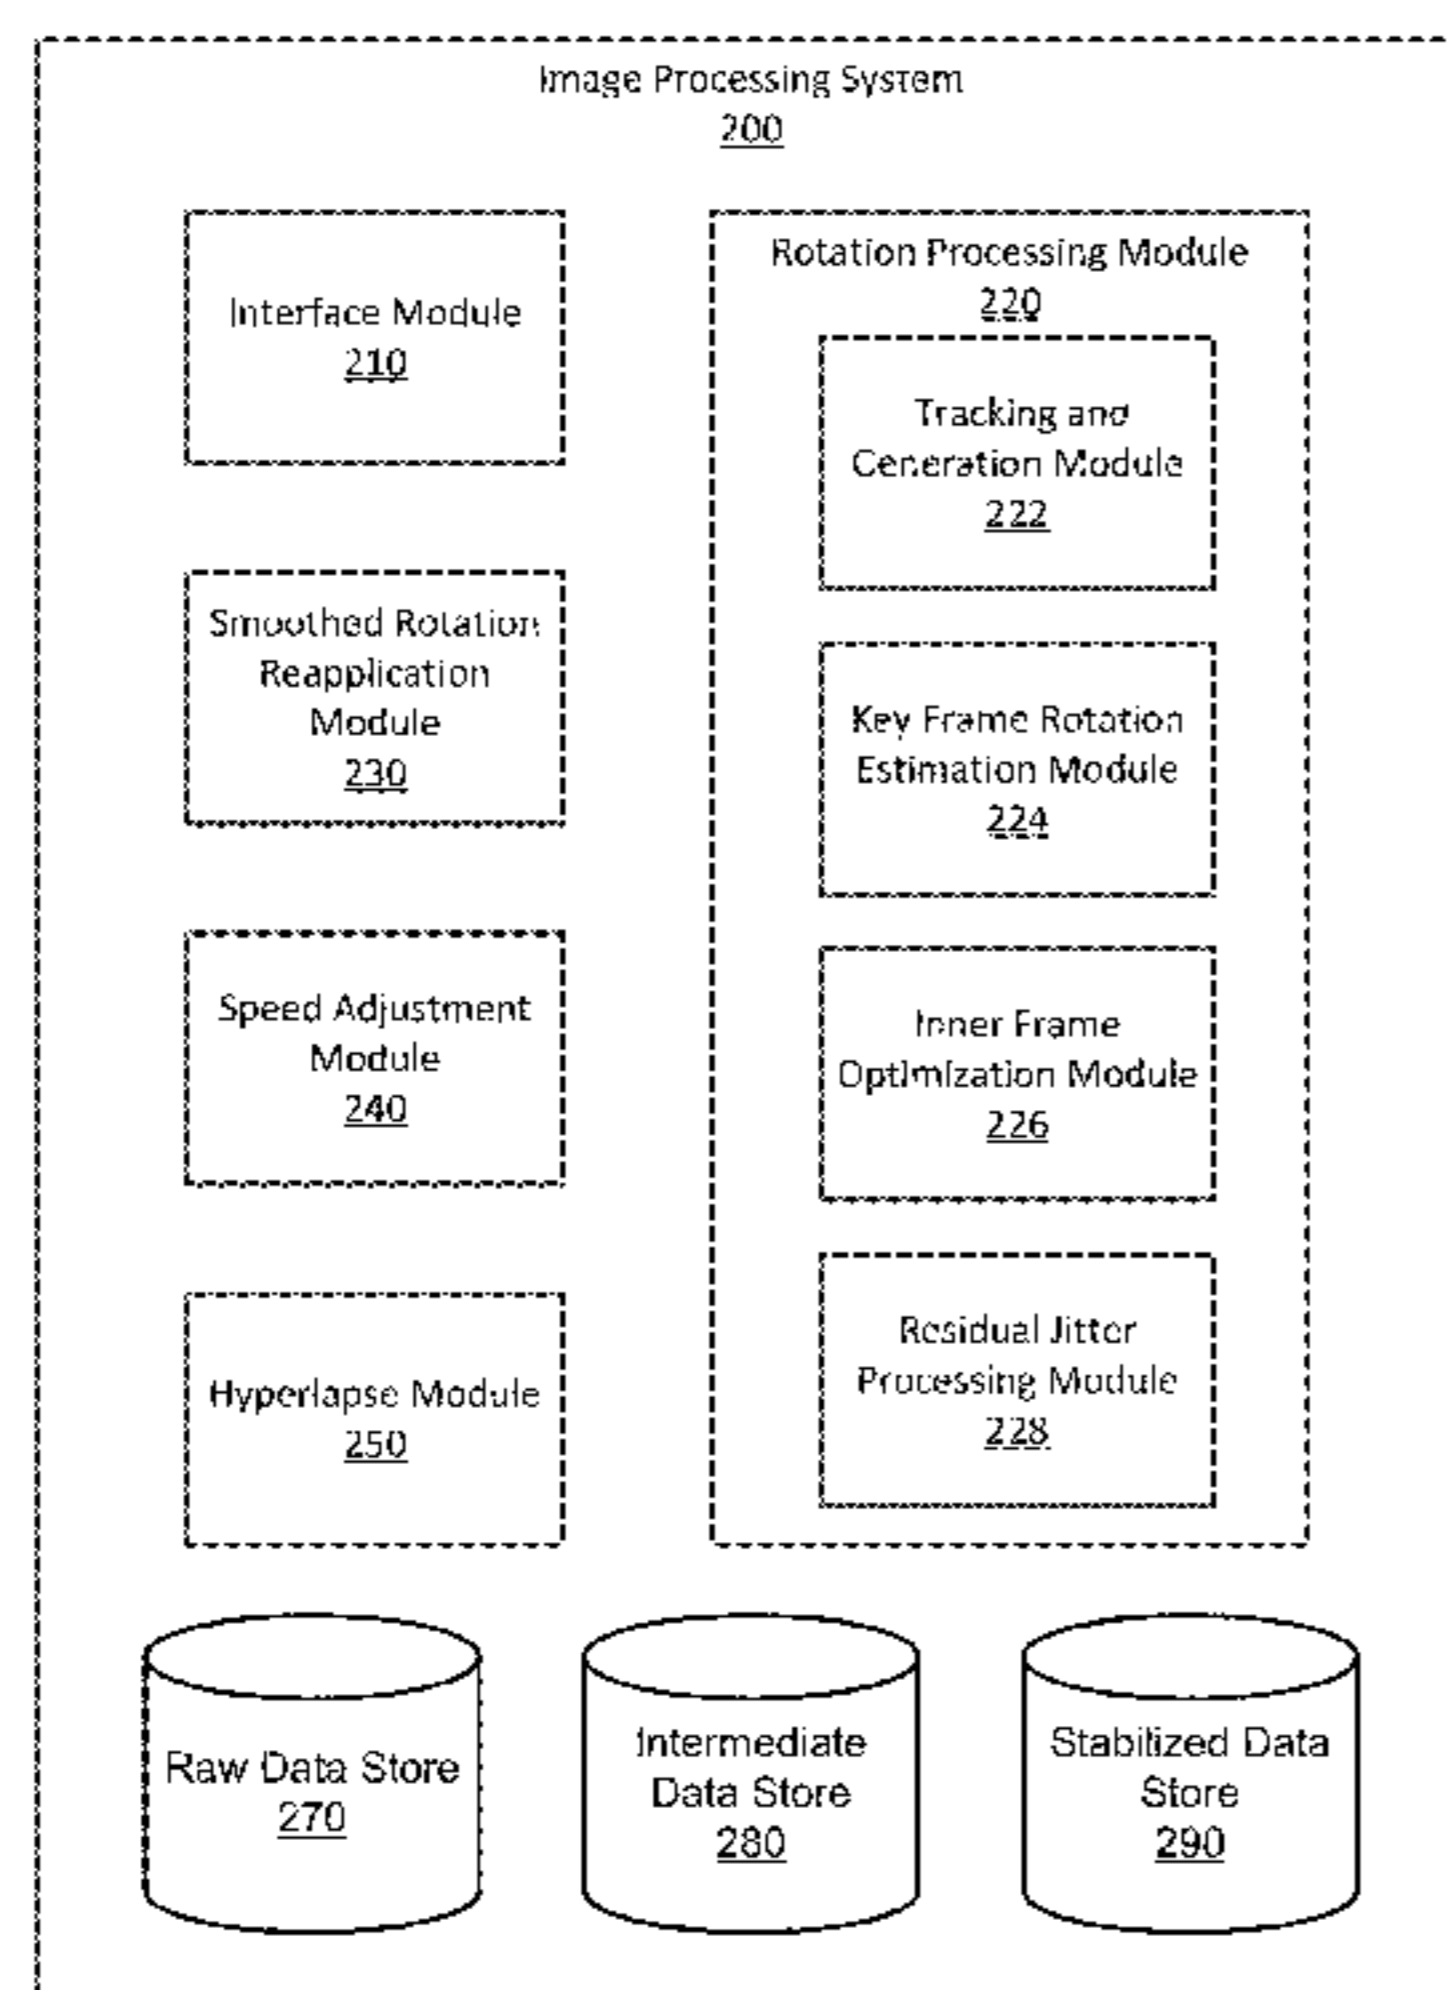 Image Processing System
200
Interface Module
210
Smoothed Rotation
Reapplication
Module
230
Speed Adjustment
Module
240
Hyperlapse Module
250
Rotation Processing Module
220
Tracking and
Generation Module
222
Key Frame Rotation
Estimation Module
224
Inner Frame
Optimization Module
226
Residual Jitter
Processing Module
228
Raw Data Store
270
Intermediate
Data Store
280
Stabilized Data
Store
290